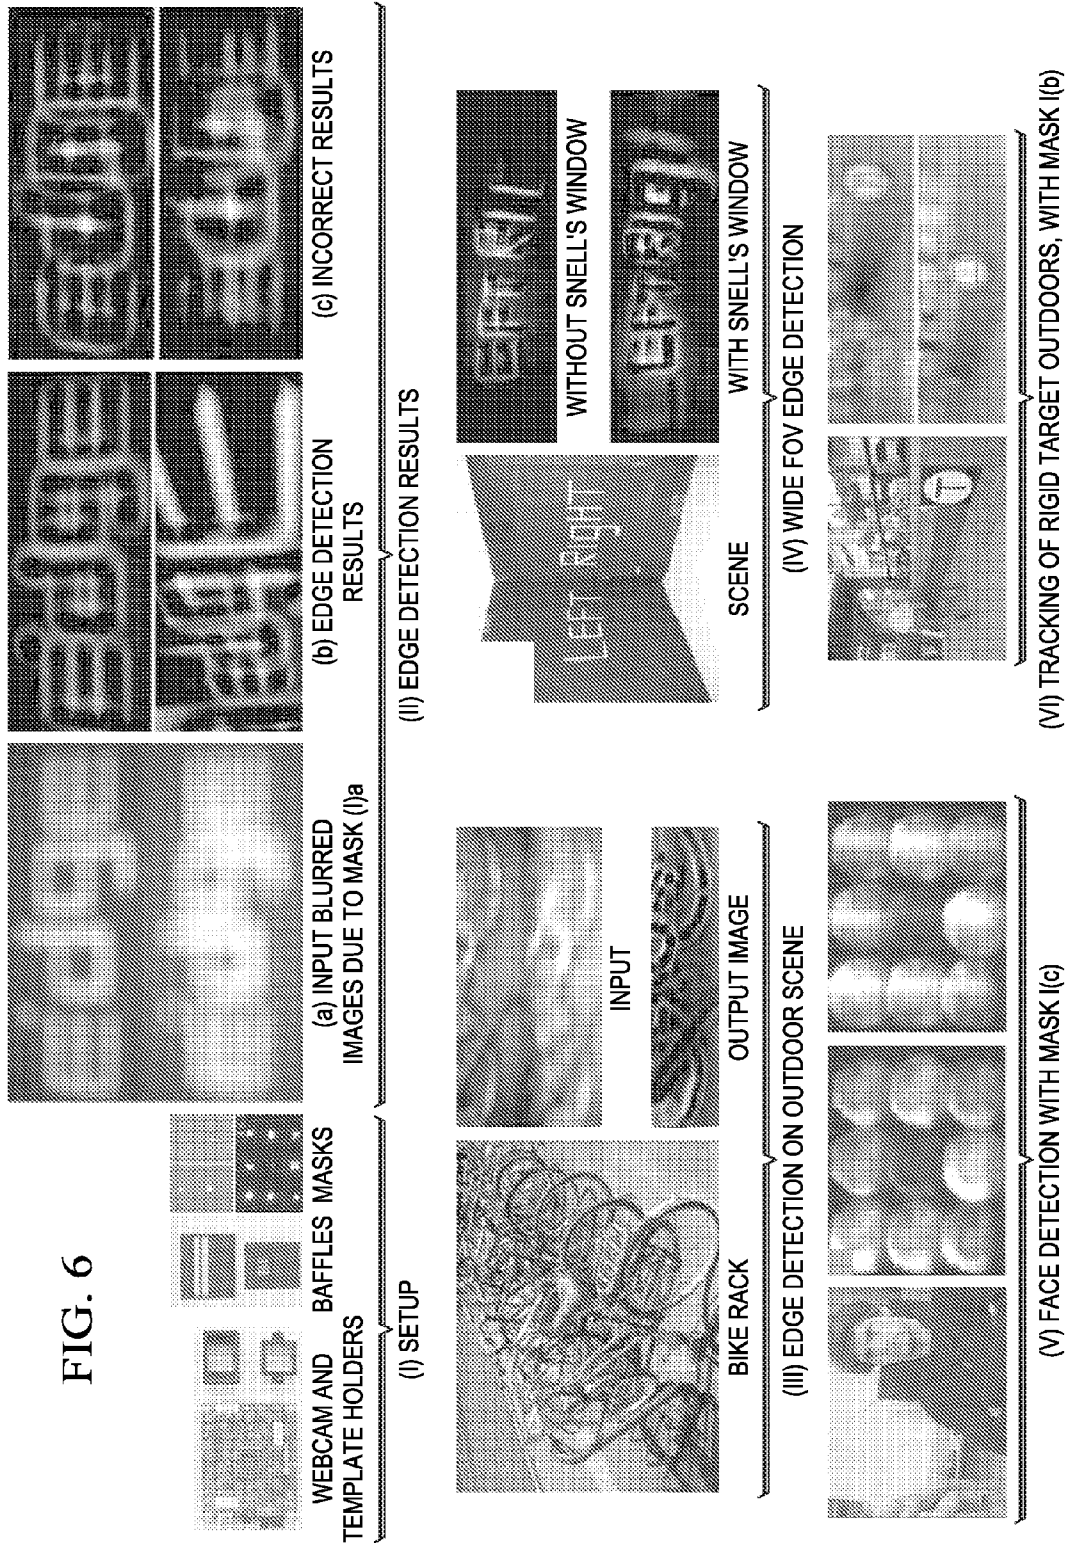 FIG. 6
WEBCAM AND
TEMPLATE HOLDERS
BAFFLES
MASKS
(I) SETUP
(a) INPUT BLURRED
IMAGES DUE TO MASK (I)a
(b) EDGE DETECTION
RESULTS
(c) INCORRECT RESULTS
(II) EDGE DETECTION RESULTS
BIKE RACK
INPUT
OUTPUT IMAGE
(III) EDGE DETECTION ON OUTDOOR SCENE
LEFT RigHT
SCENE
WITHOUT SNELL'S WINDOW
WITH SNELL'S WINDOW
(IV) WIDE FOV EDGE DETECTION
(V) FACE DETECTION WITH MASK I(c)
T
(VI) TRACKING OF RIGID TARGET OUTDOORS, WITH MASK I(b)